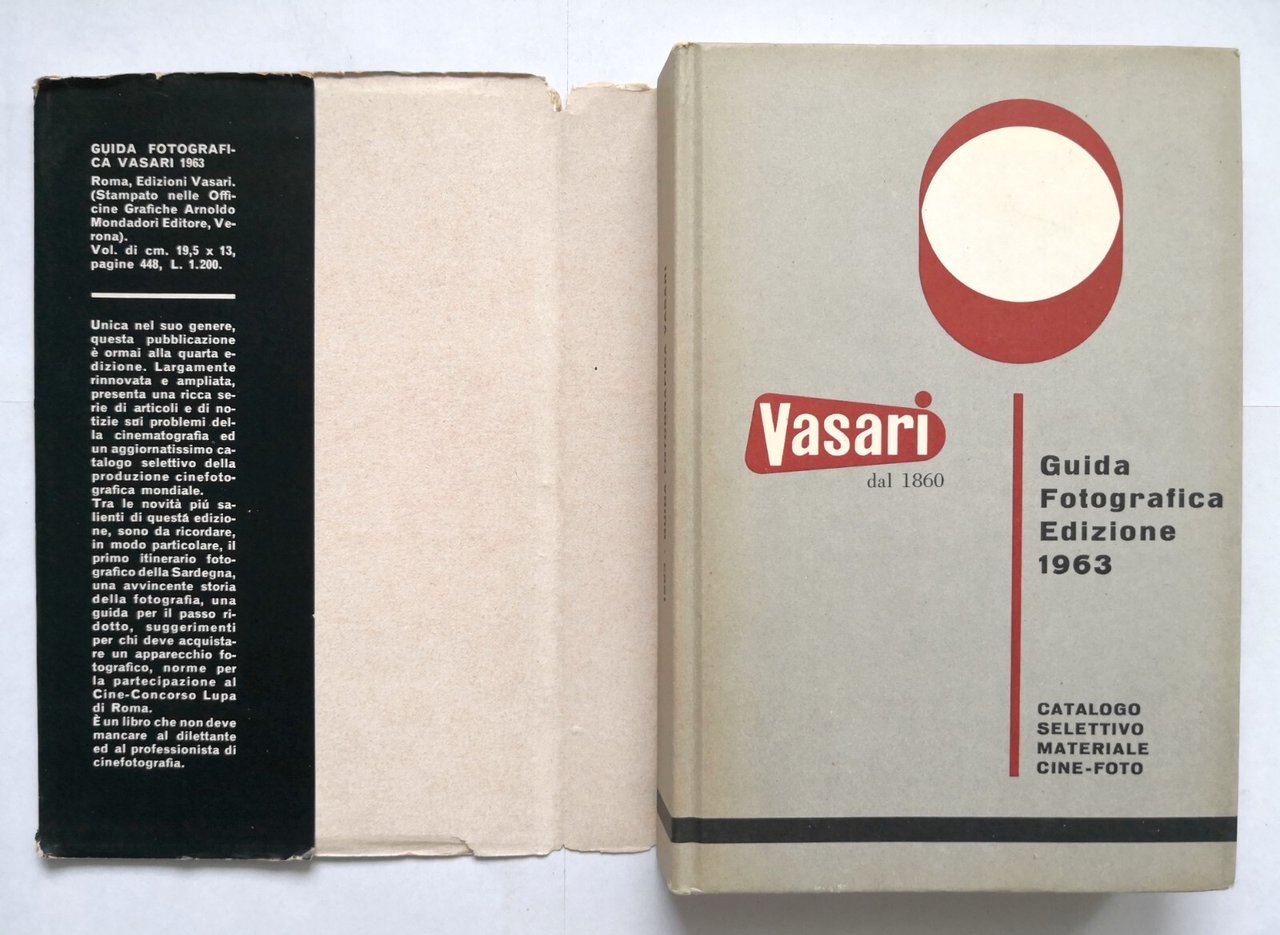 GUIDA FOTOGRAFI-
CA VASARI 1963
Roma, Edizioni Vasari.
(Stampato nelle Offi-
cine Grafiche Arnoldo
Mondadori Editore, Ve-
rona).
Vol. di cm. 19,5 x 13,
pagine 448, L. 1.200.
Unica nel suo genere,
questa pubblicazione
è ormai alla quarta e-
dizione. Largamente
rinnovata e ampliata,
presenta una ricca se-
rie di articoli e di no-
tizie sui problemi del-
la cinematografia ed
un aggiornatissimo ca-
talogo selettivo della
produzione cinefoto-
grafica mondiale.
Tra le novità piú sa-
lienti di questa edizio-
ne, sono da ricordare,
in modo particolare, il
primo itinerario foto-
grafico della Sardegna,
una avvincente storia
della fotografia, una
guida per il passo ri-
dotto, suggerimenti
per chi deve acquista-
re un apparecchio fo-
tografico, norme per
la partecipazione al
Cine-Concorso Lupa
di Roma.
È un libro che non deve
mancare al dilettante
ed al professionista di
cinefotografia.
1963 - GUIDA FOTOGRAFICA VASARI
Vasari
dal 1860
Guida
Fotografica
Edizione
1963
CATALOGO
SELETTIVO
MATERIALE
CINE-FOTO